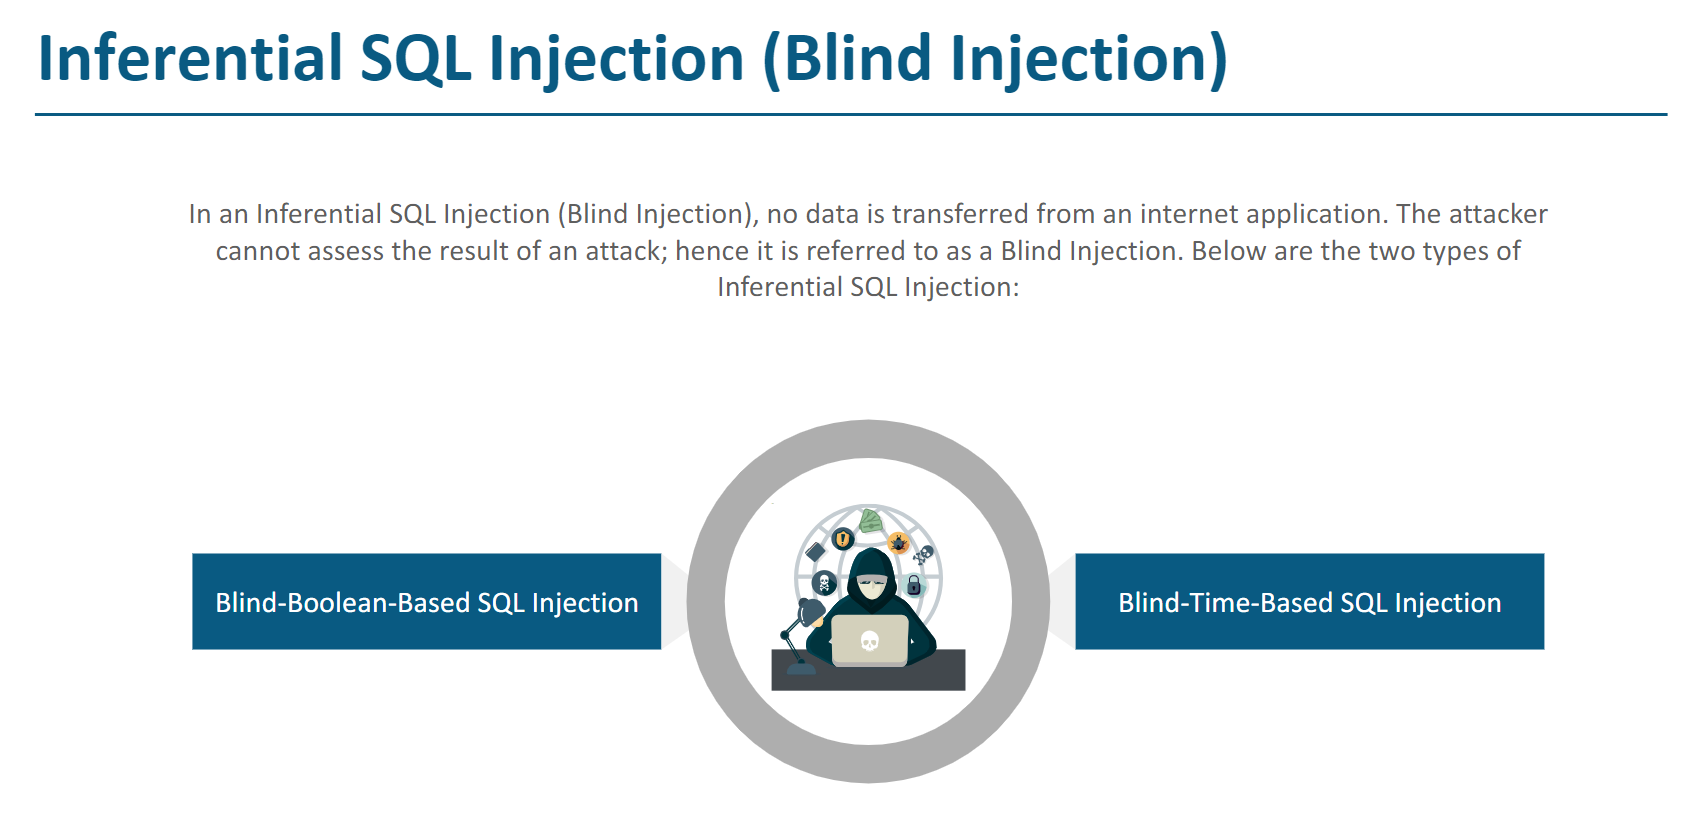 Inferential SQL Injection (Blind Injection)
In an Inferential SQL Injection (Blind Injection), no data is transferred from an internet application. The attacker
cannot assess the result of an attack; hence it is referred to as a Blind Injection. Below are the two types of
Inferential SQL Injection:
Blind-Boolean-Based SQL Injection
Blind-Time-Based SQL Injection